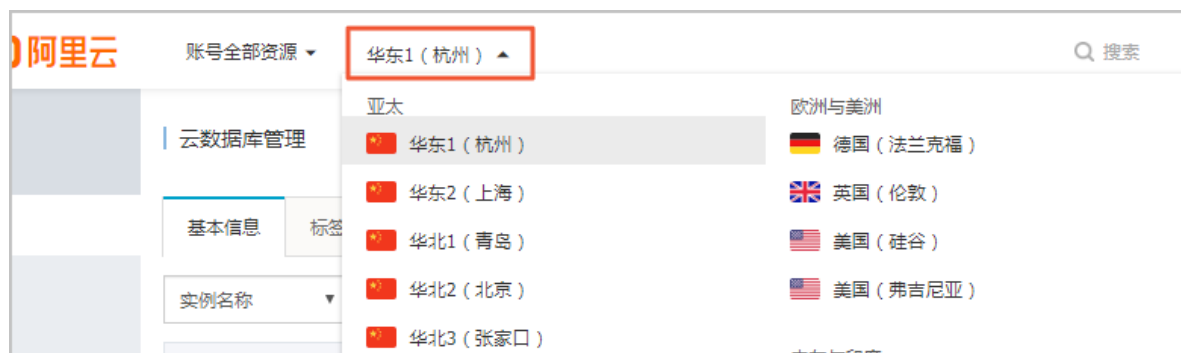 阿里云
账号全部资源
华东1（杭州）
搜索
云数据库管理
基本信息
标签
实例名称
亚太
华东1（杭州）
华东2（上海）
华北1（青岛）
华北2（北京）
华北3（张家口）
欧洲与美洲
德国（法兰克福）
英国（伦敦）
美国（硅谷）
美国（弗吉尼亚）